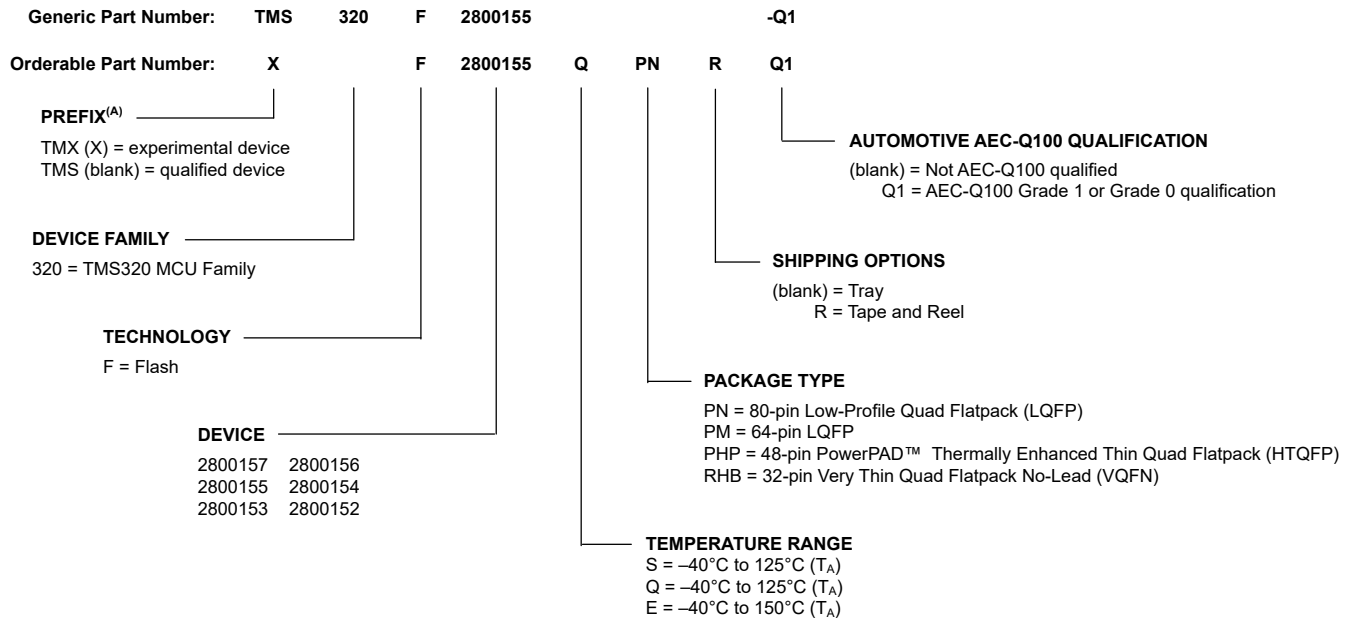 Generic Part Number: TMS 320 F 2800155 -Q1
Orderable Part Number: X F 2800155 Q PN R Q1
PREFIX(A)
TMX (X) = experimental device
TMS (blank) = qualified device
AUTOMOTIVE AEC-Q100 QUALIFICATION
(blank) = Not AEC-Q100 qualified
Q1 = AEC-Q100 Grade 1 or Grade 0 qualification
DEVICE FAMILY
320 = TMS320 MCU Family
SHIPPING OPTIONS
(blank) = Tray
R = Tape and Reel
TECHNOLOGY
F = Flash
PACKAGE TYPE
PN = 80-pin Low-Profile Quad Flatpack (LQFP)
PM = 64-pin LQFP
PHP = 48-pin PowerPAD™ Thermally Enhanced Thin Quad Flatpack (HTQFP)
RHB = 32-pin Very Thin Quad Flatpack No-Lead (VQFN)
DEVICE
2800157 2800156
2800155 2800154
2800153 2800152
TEMPERATURE RANGE
S = –40°C to 125°C (TA)
Q = –40°C to 125°C (TA)
E = –40°C to 150°C (TA)